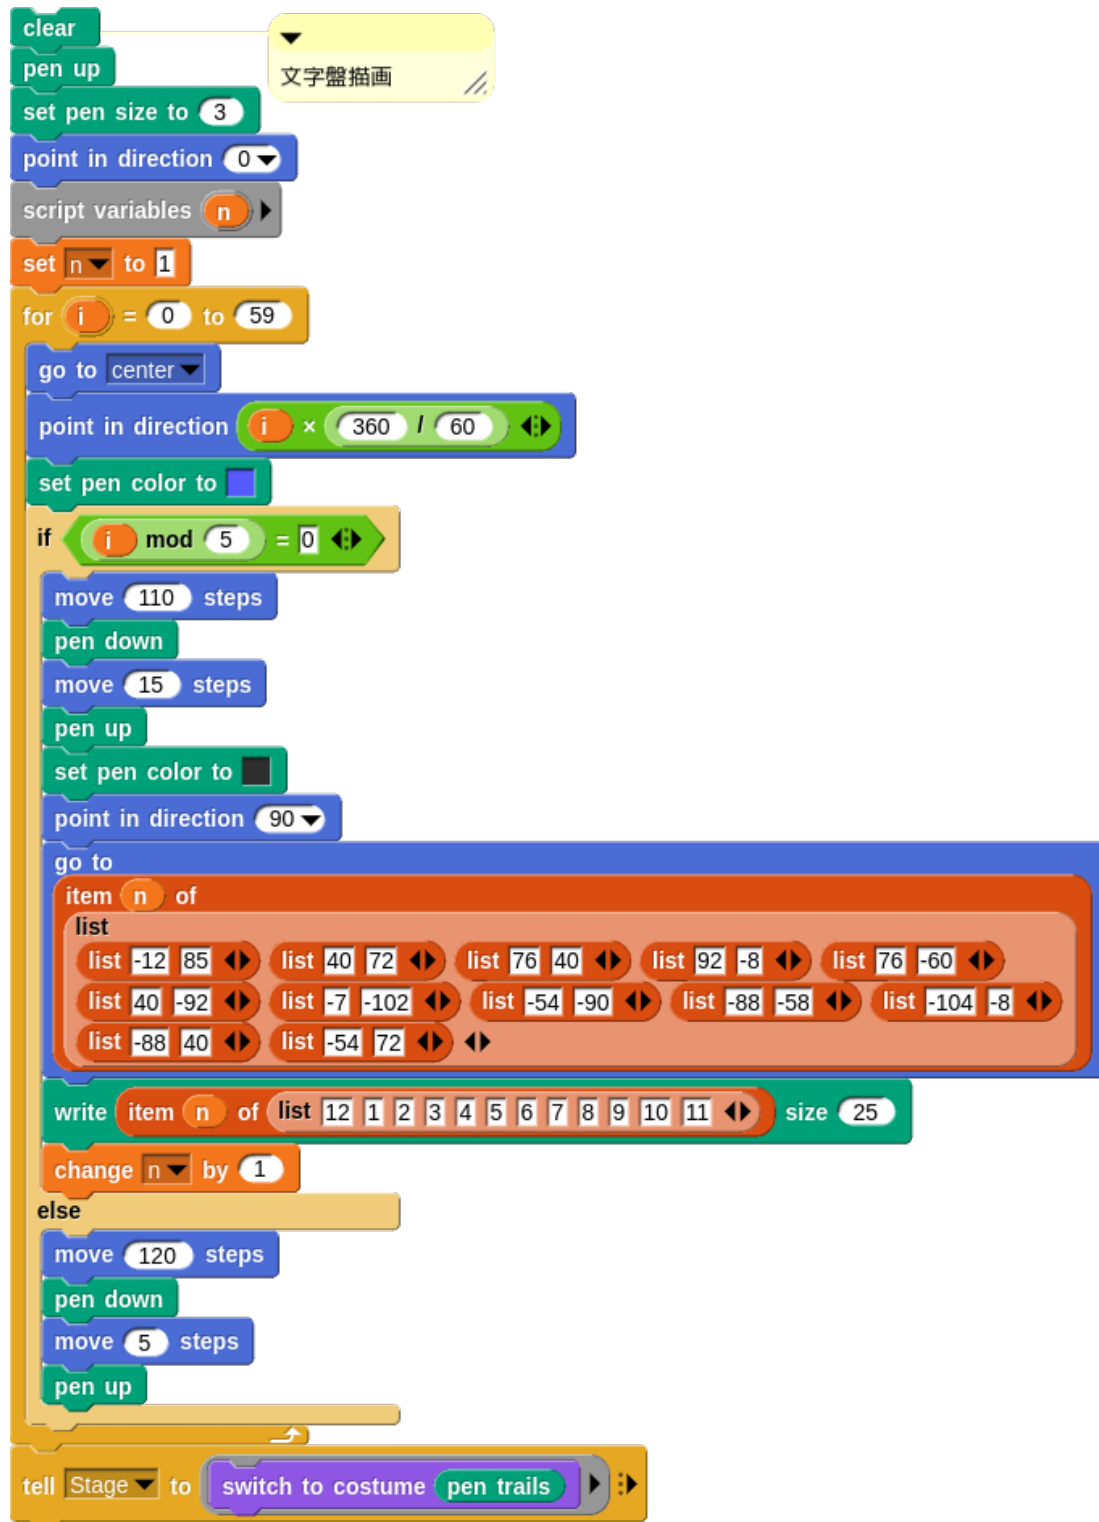 clear
文字盤描画
pen up
set pen size to 3
point in direction 0
script variables n
set n to 1
for i = 0 to 59
go to center
point in direction i × 360 / 60
set pen color to
if i mod 5 = 0
move 110 steps
pen down
move 15 steps
pen up
set pen color to
point in direction 90
go to
item n of
list
list -12 85 list 40 72 list 76 40 list 92 -8 list 76 -60
list 40 -92 list -7 -102 list -54 -90 list -88 -58 list -104 -8
list -88 40 list -54 72
write item n of list 12 1 2 3 4 5 6 7 8 9 10 11 size 25
change n by 1
else
move 120 steps
pen down
move 5 steps
pen up
tell Stage to switch to costume pen trails